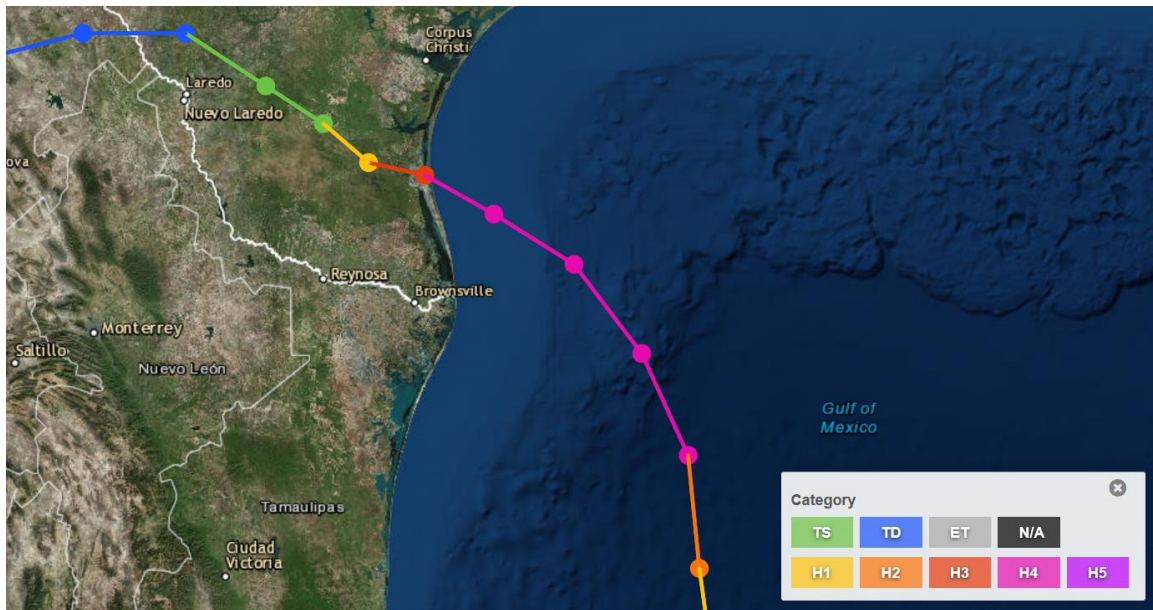 Corpus
Christi
Laredo
Nuevo Laredo
ova
Reynosa
Brownsville
Monterrey
Saltillo
Nuevo León
Gulf of
Mexico
Tamaulipas
Ciudad
Victoria
Category
TS TD ET N/A
H1 H2 H3 H4 H5